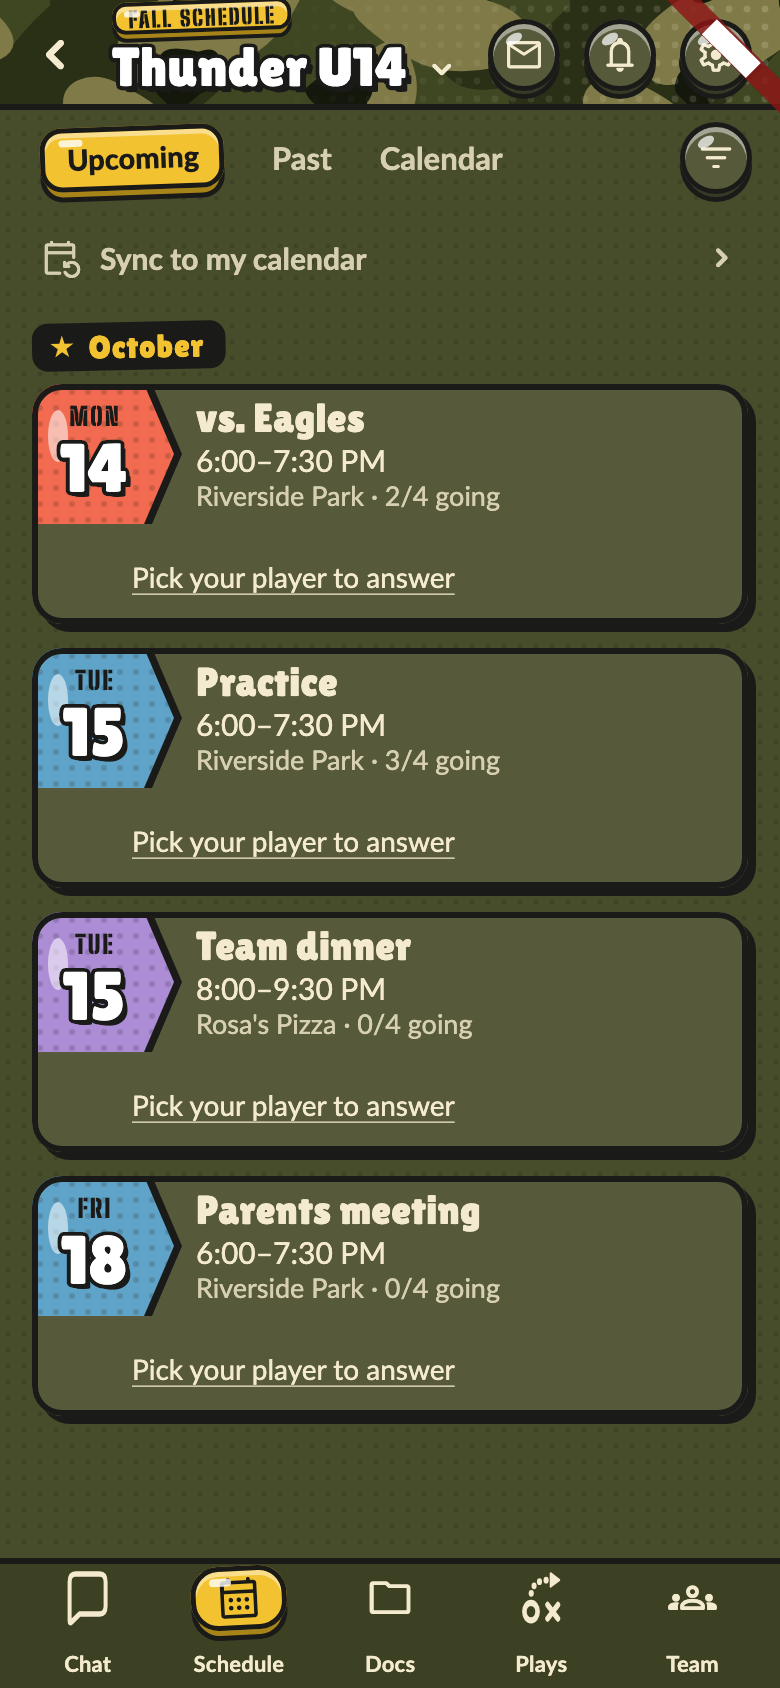 FALL SCHEDULE
Thunder U14
Upcoming
Past
Calendar
Sync to my calendar
★ October
MON
14
vs. Eagles
6:00–7:30 PM
Riverside Park · 2/4 going
Pick your player to answer
TUE
15
Practice
6:00–7:30 PM
Riverside Park · 3/4 going
Pick your player to answer
TUE
15
Team dinner
8:00–9:30 PM
Rosa's Pizza · 0/4 going
Pick your player to answer
FRI
18
Parents meeting
6:00–7:30 PM
Riverside Park · 0/4 going
Pick your player to answer
Chat
Schedule
Docs
Plays
Team